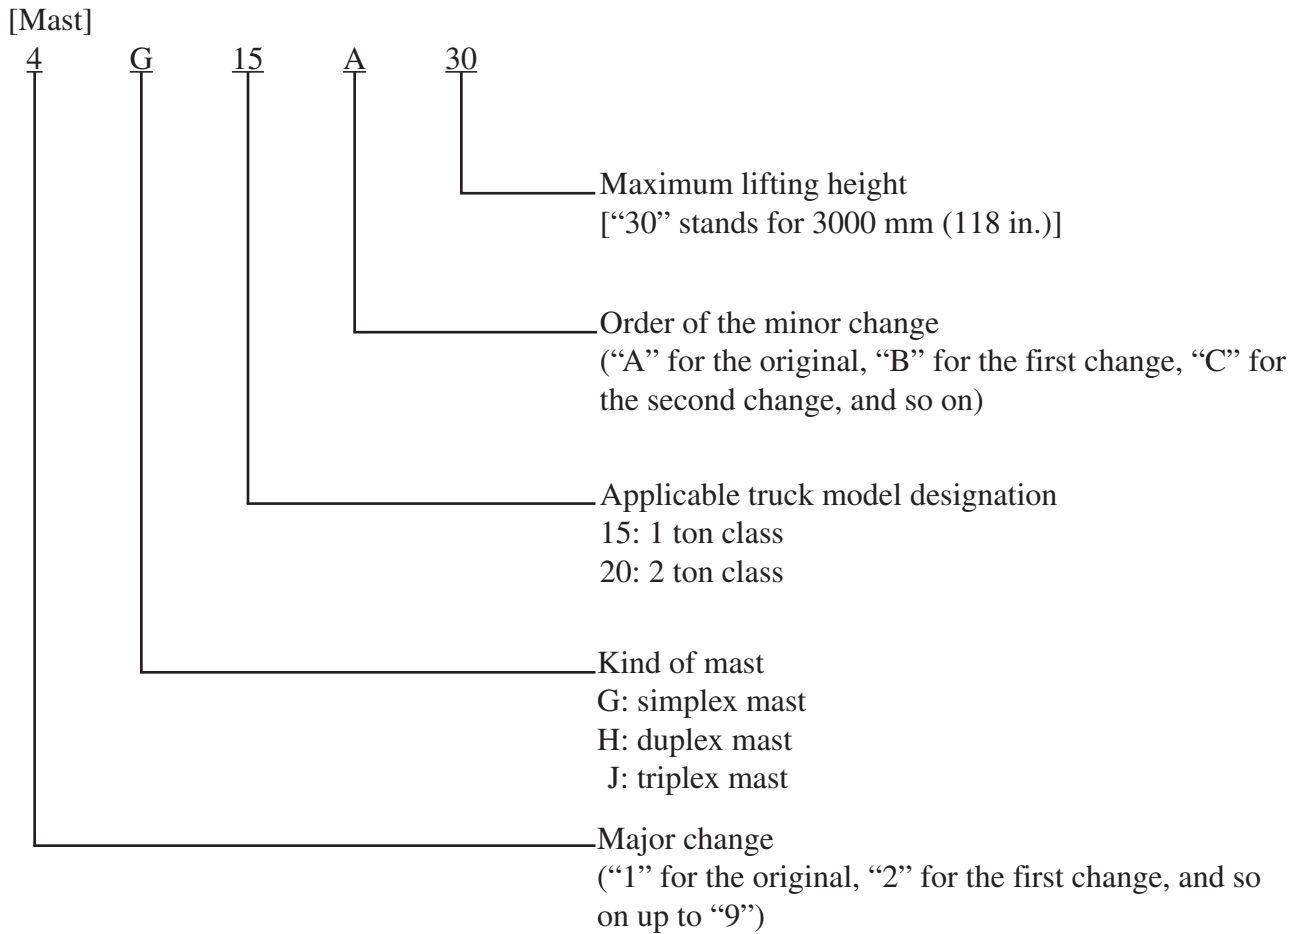 [Mast]
4 G 15 A 30
Maximum lifting height
[“30” stands for 3000 mm (118 in.)]
Order of the minor change
(“A” for the original, “B” for the first change, “C” for
the second change, and so on)
Applicable truck model designation
15: 1 ton class
20: 2 ton class
Kind of mast
G: simplex mast
H: duplex mast
J: triplex mast
Major change
(“1” for the original, “2” for the first change, and so
on up to “9”)